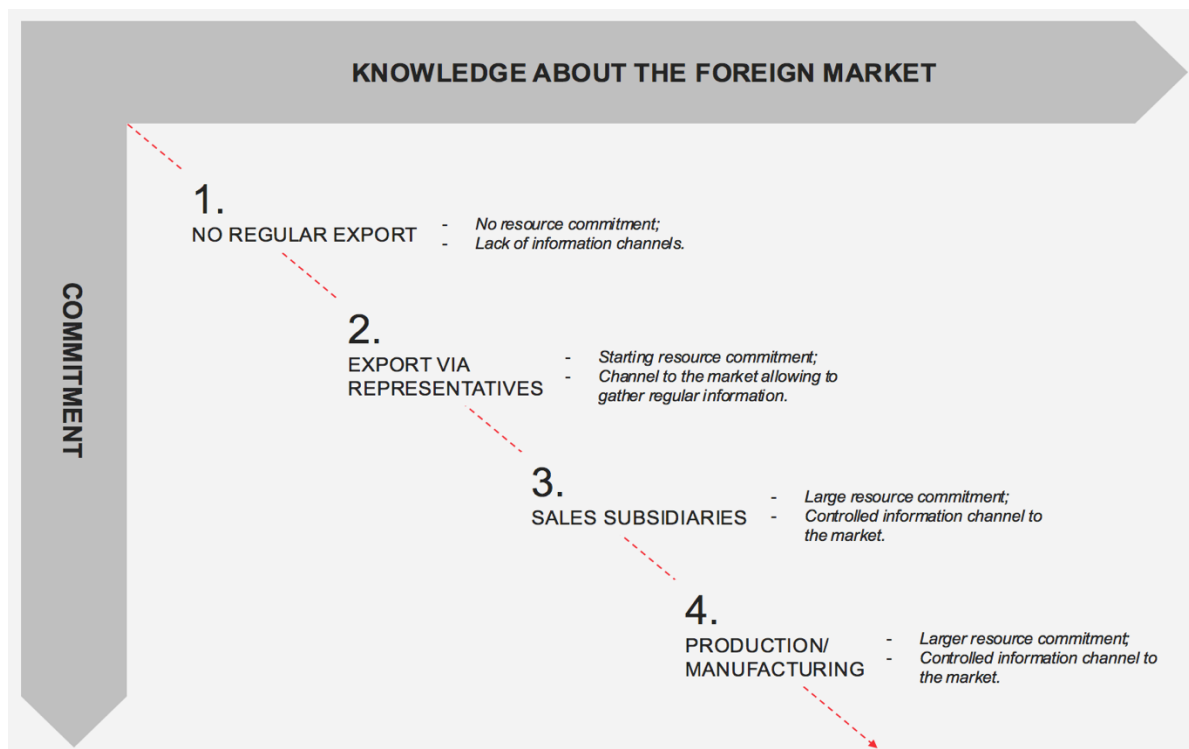 KNOWLEDGE ABOUT THE FOREIGN MARKET
COMMITMENT
1.
NO REGULAR EXPORT
- No resource commitment;
- Lack of information channels.
2.
EXPORT VIA
REPRESENTATIVES
- Starting resource commitment;
- Channel to the market allowing to
gather regular information.
3.
SALES SUBSIDIARIES
- Large resource commitment;
- Controlled information channel to
the market.
4.
PRODUCTION/
MANUFACTURING
- Larger resource commitment;
- Controlled information channel to
the market.